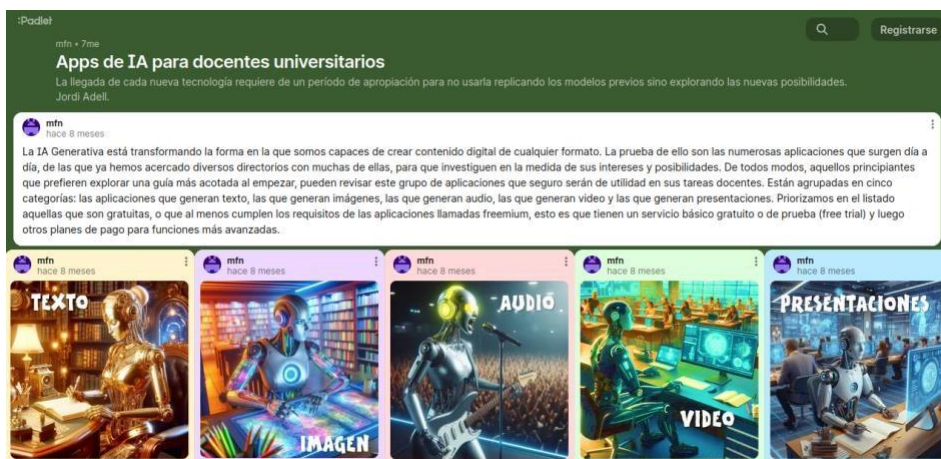 :Padlet
Registrarse
mfn • 7me
Apps de IA para docentes universitarios
La llegada de cada nueva tecnología requiere de un período de apropiación para no usarla replicando los modelos previos sino explorando las nuevas posibilidades.
Jordi Adell.
mfn
hace 8 meses
La IA Generativa está transformando la forma en la que somos capaces de crear contenido digital de cualquier formato. La prueba de ello son las numerosas aplicaciones que surgen día a
día, de las que ya hemos acercado diversos directorios con muchas de ellas, para que investiguen en la medida de sus intereses y posibilidades. De todos modos, aquellos principiantes
que prefieren explorar una guía más acotada al empezar, pueden revisar este grupo de aplicaciones que seguro serán de utilidad en sus tareas docentes. Están agrupadas en cinco
categorías: las aplicaciones que generan texto, las que generan imágenes, las que generan audio, las que generan video y las que generan presentaciones. Priorizamos en el listado
aquellas que son gratuitas, o que al menos cumplen los requisitos de las aplicaciones llamadas freemium, esto es que tienen un servicio básico gratuito o de prueba (free trial) y luego
otros planes de pago para funciones más avanzadas.
mfn
hace 8 meses
TEXTO
mfn
hace 8 meses
IMAGEN
mfn
hace 8 meses
AUDIO
mfn
hace 8 meses
VIDEO
mfn
hace 8 meses
PRESENTACIONES